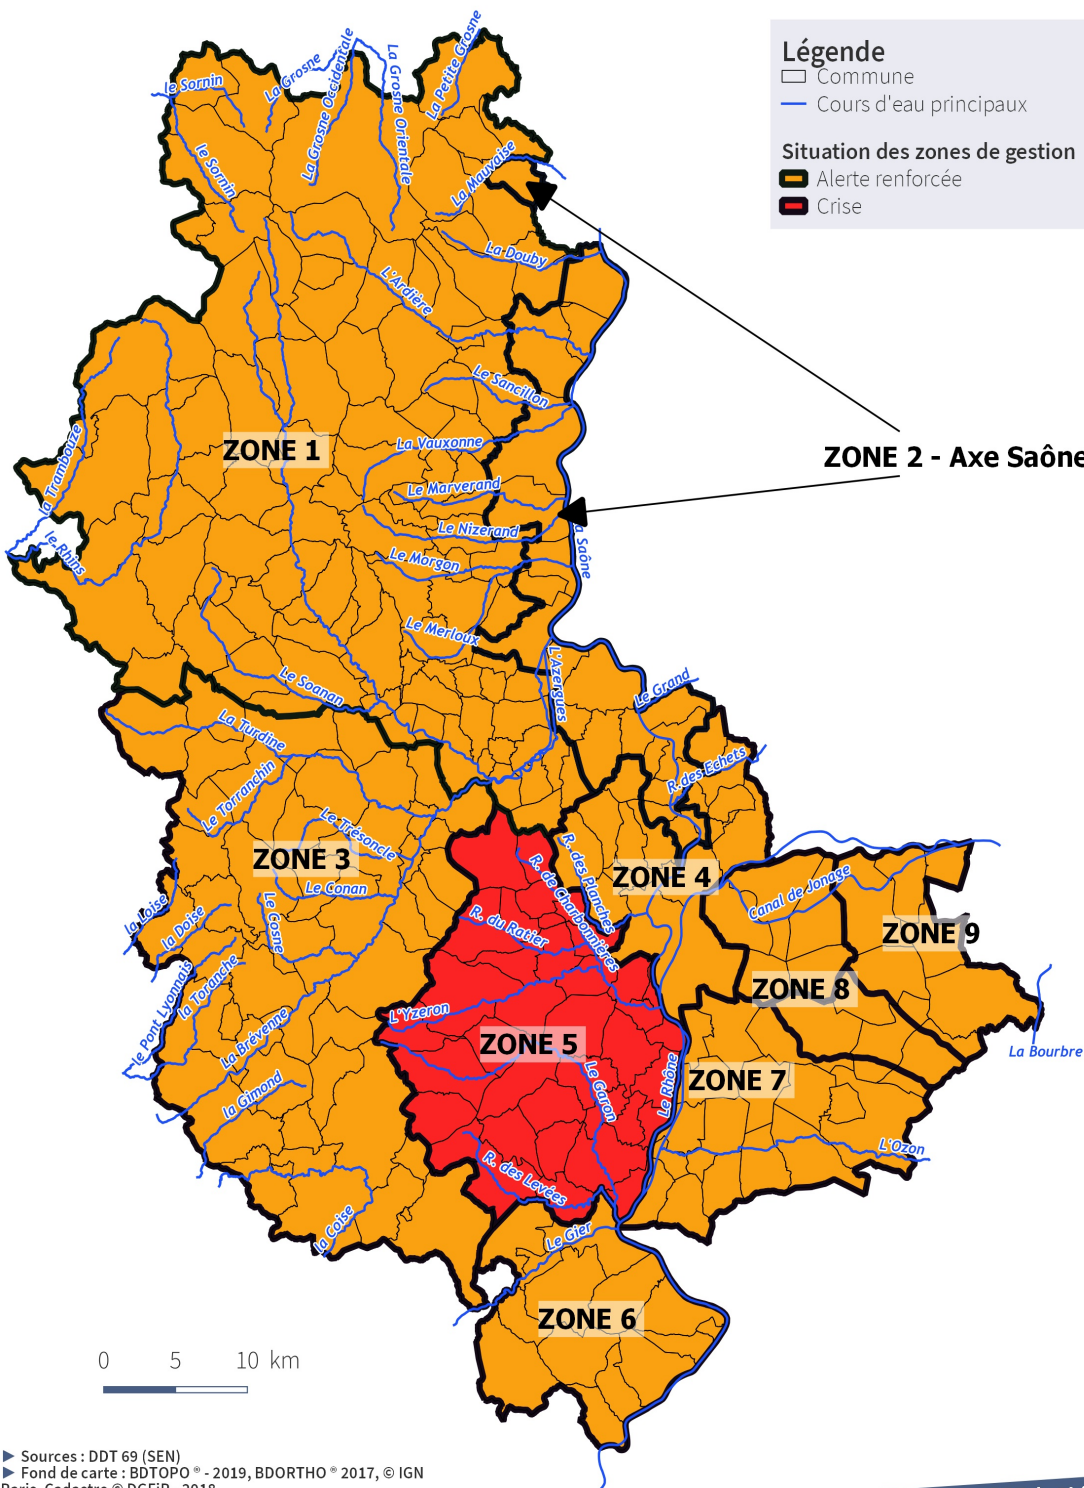 Légende
Commune
Cours d'eau principaux
Situation des zones de gestion
Alerte renforcée
Crise
le Sornin
La Grosne
La Grosne Occidentale
La Grosne Orientale
La Petite Grosne
le Sornin
La Mauvaise
La Douby
L'Ardière
Le Sancillon
la Trambouze
ZONE 1
La Vauxonne
ZONE 2 - Axe Saône
Le Marverand
Le Nizerand
le Rhins
Le Morgon
a Saône
Le Merloux
L'Azergues
Le Soanan
Le Grand
La Turdine
R. des Echets
Le Torranchin
Le Trésoncle
ZONE 3
R. des Planches
R. de Charbonnières
ZONE 4
Canal de Jonage
Le Conan
la Loise
la Doise
Le Cosne
R. du Ratier
ZONE 9
le Pont Lyonnais
la Toranche
ZONE 8
L'Yzeron
La Brévenne
ZONE 5
La Bourbre
la Gimond
Le Garon
Le Rhône
ZONE 7
L'Ozon
R. des Levées
la Coise
Le Gier
ZONE 6
0 5 10 km
Sources : DDT 69 (SEN)
Fond de carte : BDTOPO ® - 2019, BDORTHO ® 2017, © IGN